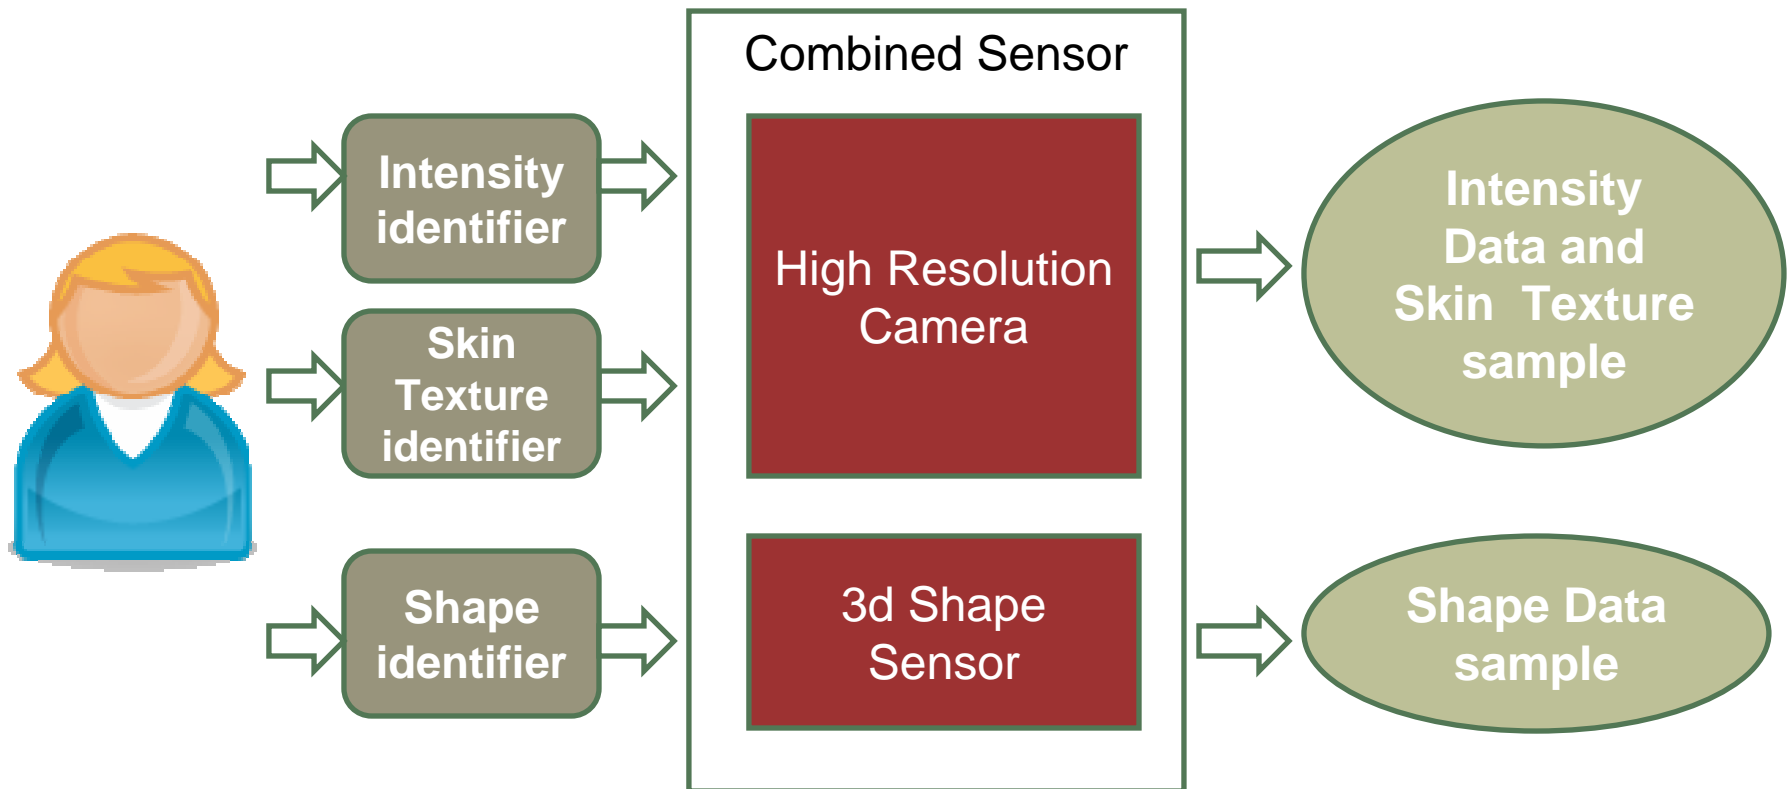 Combined Sensor
Intensity
identifier
Skin
Texture
identifier
Shape
identifier
High Resolution
Camera
3d Shape
Sensor
Intensity
Data and
Skin Texture
sample
Shape Data
sample